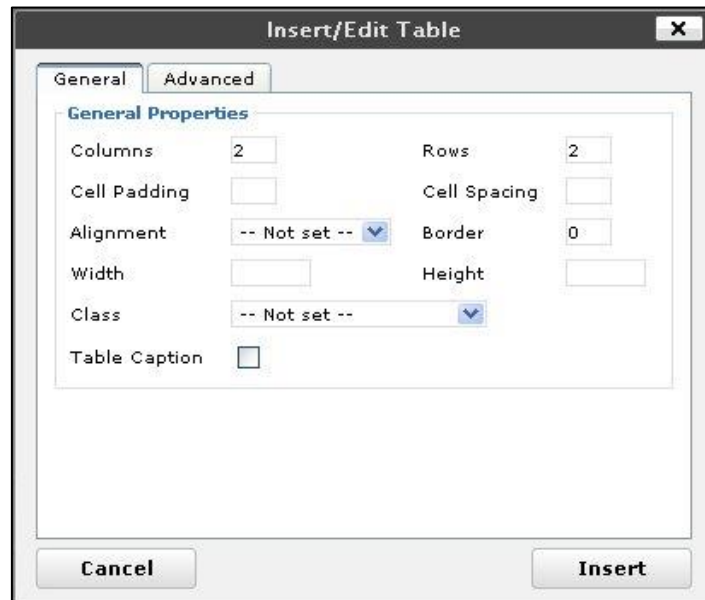 Insert/Edit Table
General Advanced
General Properties
Columns 2 Rows 2
Cell Padding Cell Spacing
Alignment -- Not set -- Border 0
Width Height
Class -- Not set --
Table Caption
Cancel Insert